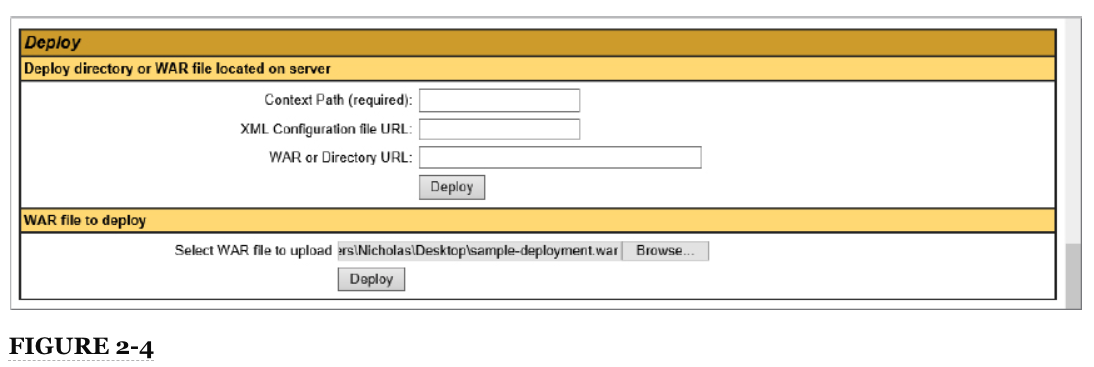 Deploy
Deploy directory or WAR file located on server
Context Path (required):
XML Configuration file URL:
WAR or Directory URL:
Deploy
WAR file to deploy
Select WAR file to upload ers\Nicholas\Desktop\sample-deployment.war Browse...
Deploy
FIGURE 2-4